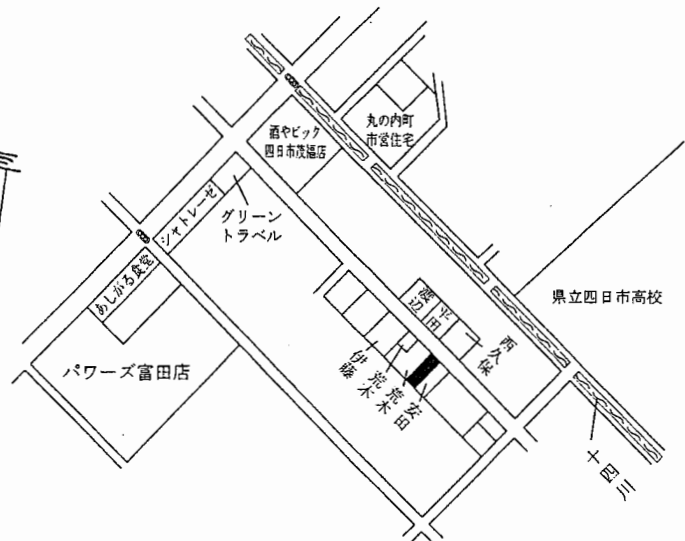 酒やビック
四日市茂福店
丸の内町
市営住宅
シャトレーゼ
グリーン
トラベル
あしがる食堂
パワーズ富田店
渡辺
平田
西久保
県立四日市高校
伊藤
荒木
荒木
安田
十四川